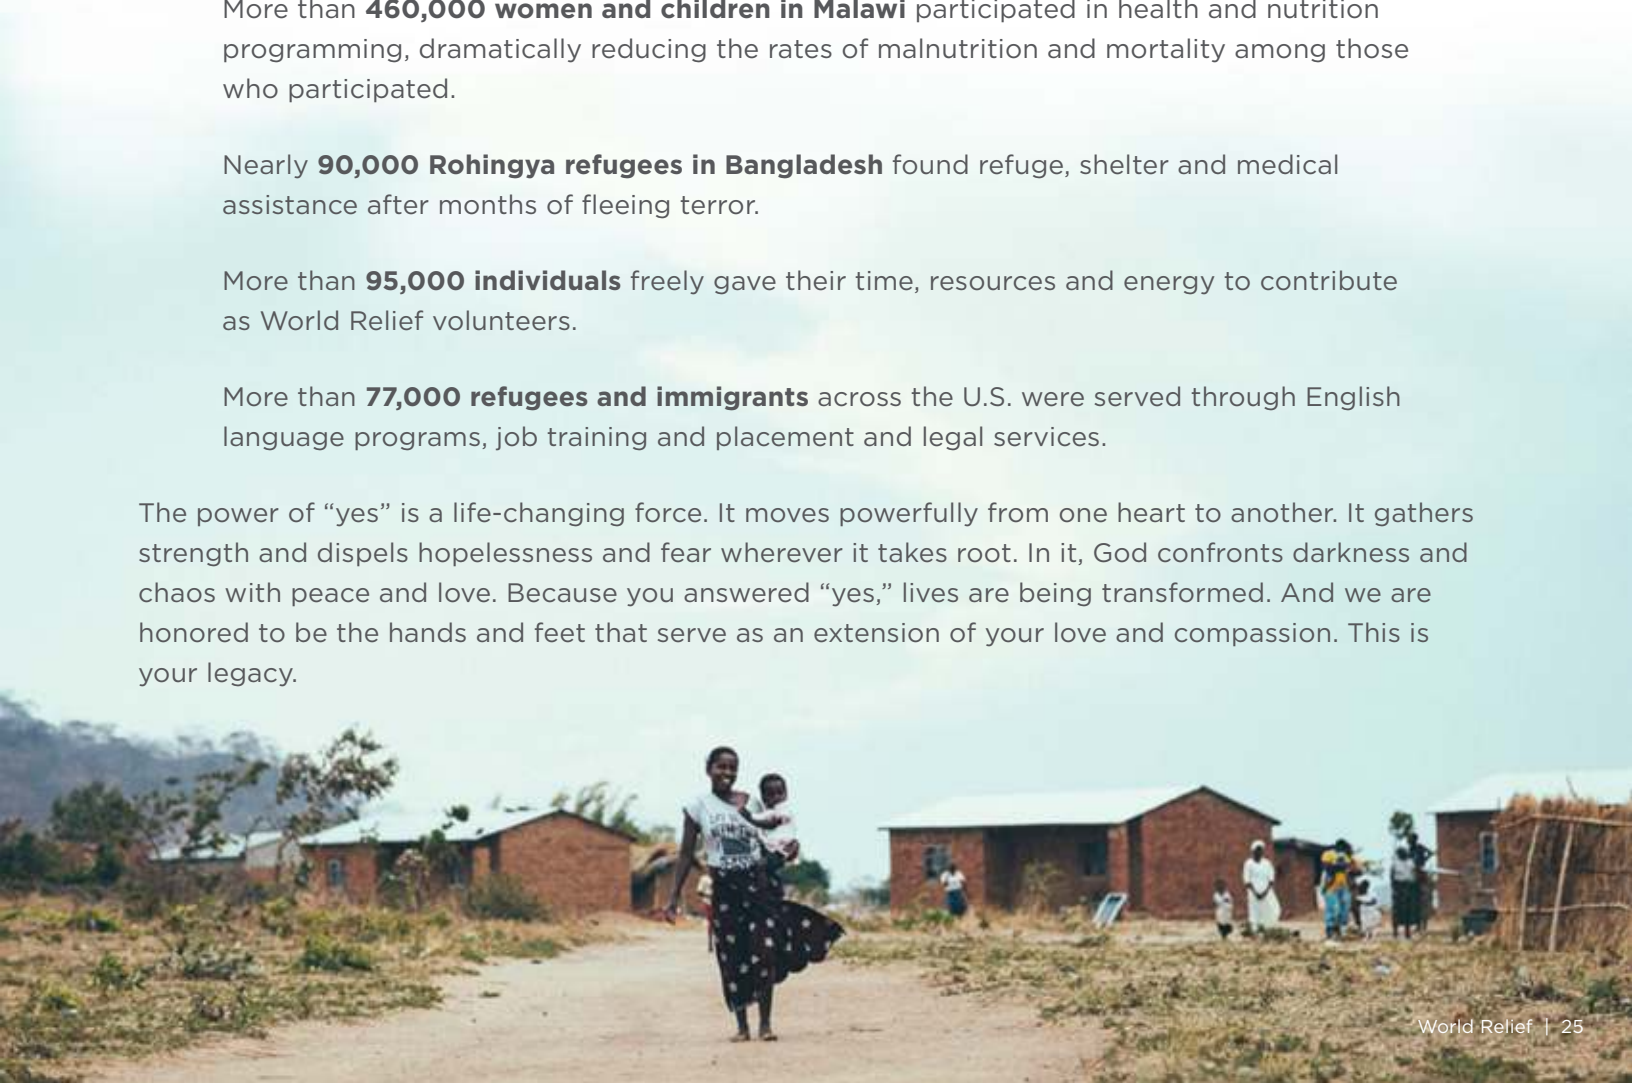 More than 460,000 women and children in Malawi participated in health and nutrition
programming, dramatically reducing the rates of malnutrition and mortality among those
who participated.
Nearly 90,000 Rohingya refugees in Bangladesh found refuge, shelter and medical
assistance after months of fleeing terror.
More than 95,000 individuals freely gave their time, resources and energy to contribute
as World Relief volunteers.
More than 77,000 refugees and immigrants across the U.S. were served through English
language programs, job training and placement and legal services.
The power of “yes” is a life-changing force. It moves powerfully from one heart to another. It gathers
strength and dispels hopelessness and fear wherever it takes root. In it, God confronts darkness and
chaos with peace and love. Because you answered “yes,” lives are being transformed. And we are
honored to be the hands and feet that serve as an extension of your love and compassion. This is
your legacy.
World Relief | 25